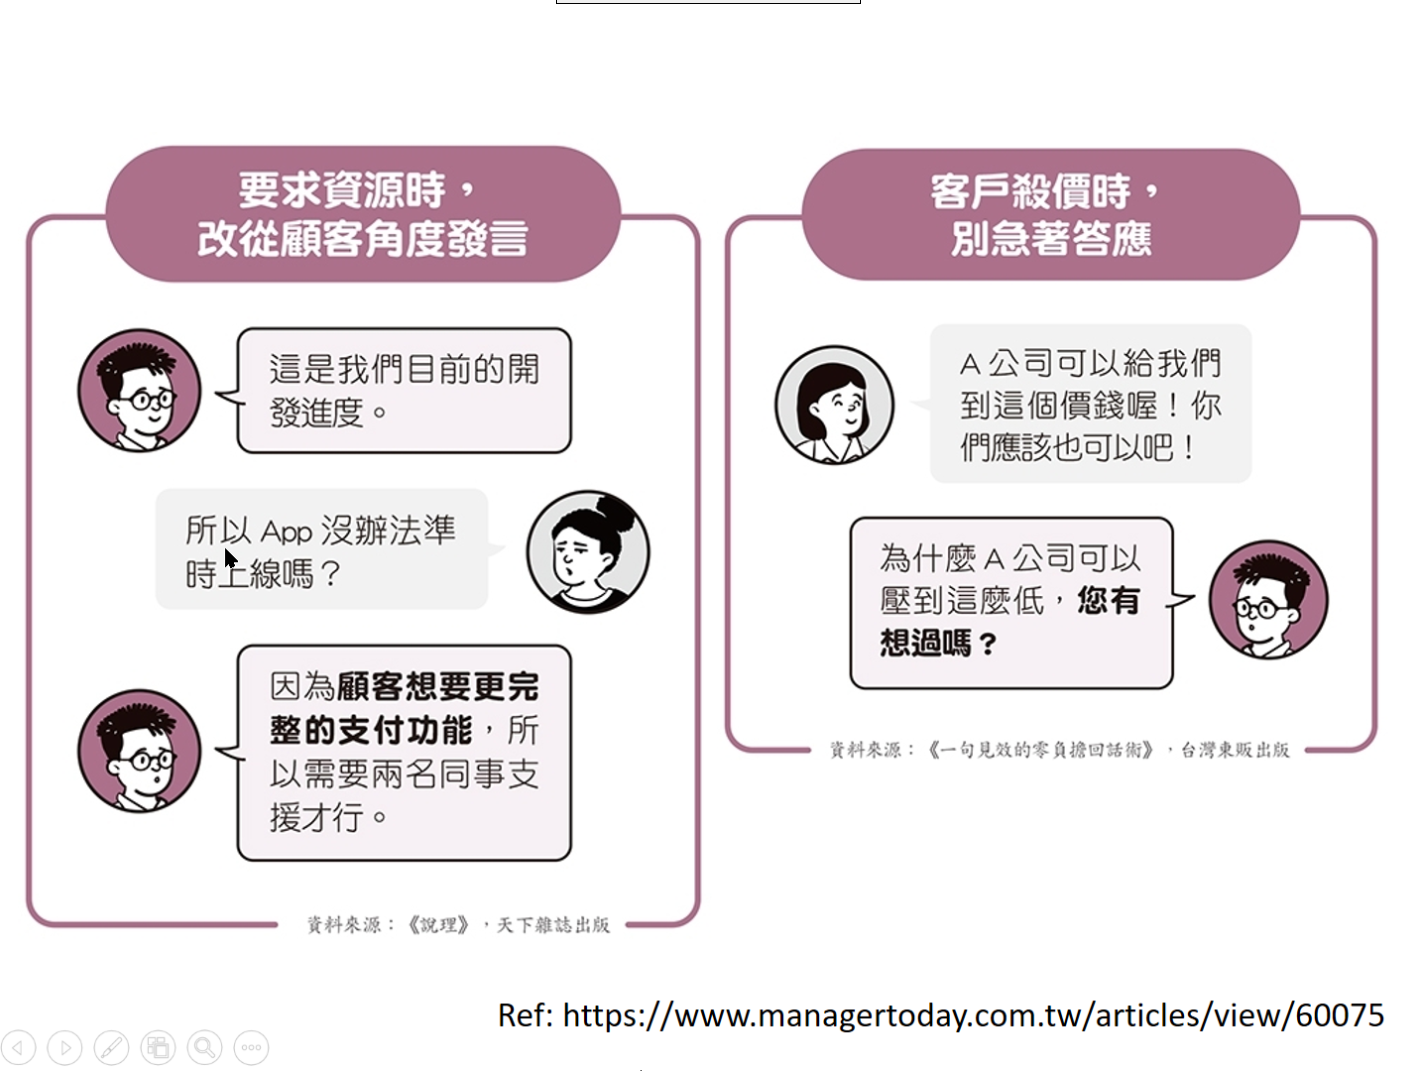 要求資源時，
改從顧客角度發言
這是我們目前的開
發進度。
所以 App 沒辦法準
時上線嗎？
因為顧客想要更完
整的支付功能，所
以需要兩名同事支
援才行。
資料來源：《說理》，天下雜誌出版
客戶殺價時，
別急著答應
A 公司可以給我們
到這個價錢喔！你
們應該也可以吧！
為什麼 A 公司可以
壓到這麼低，您有
想過嗎？
資料來源：《一句見效的零負擔回話術》，台灣東販出版
Ref: https://www.managertoday.com.tw/articles/view/60075